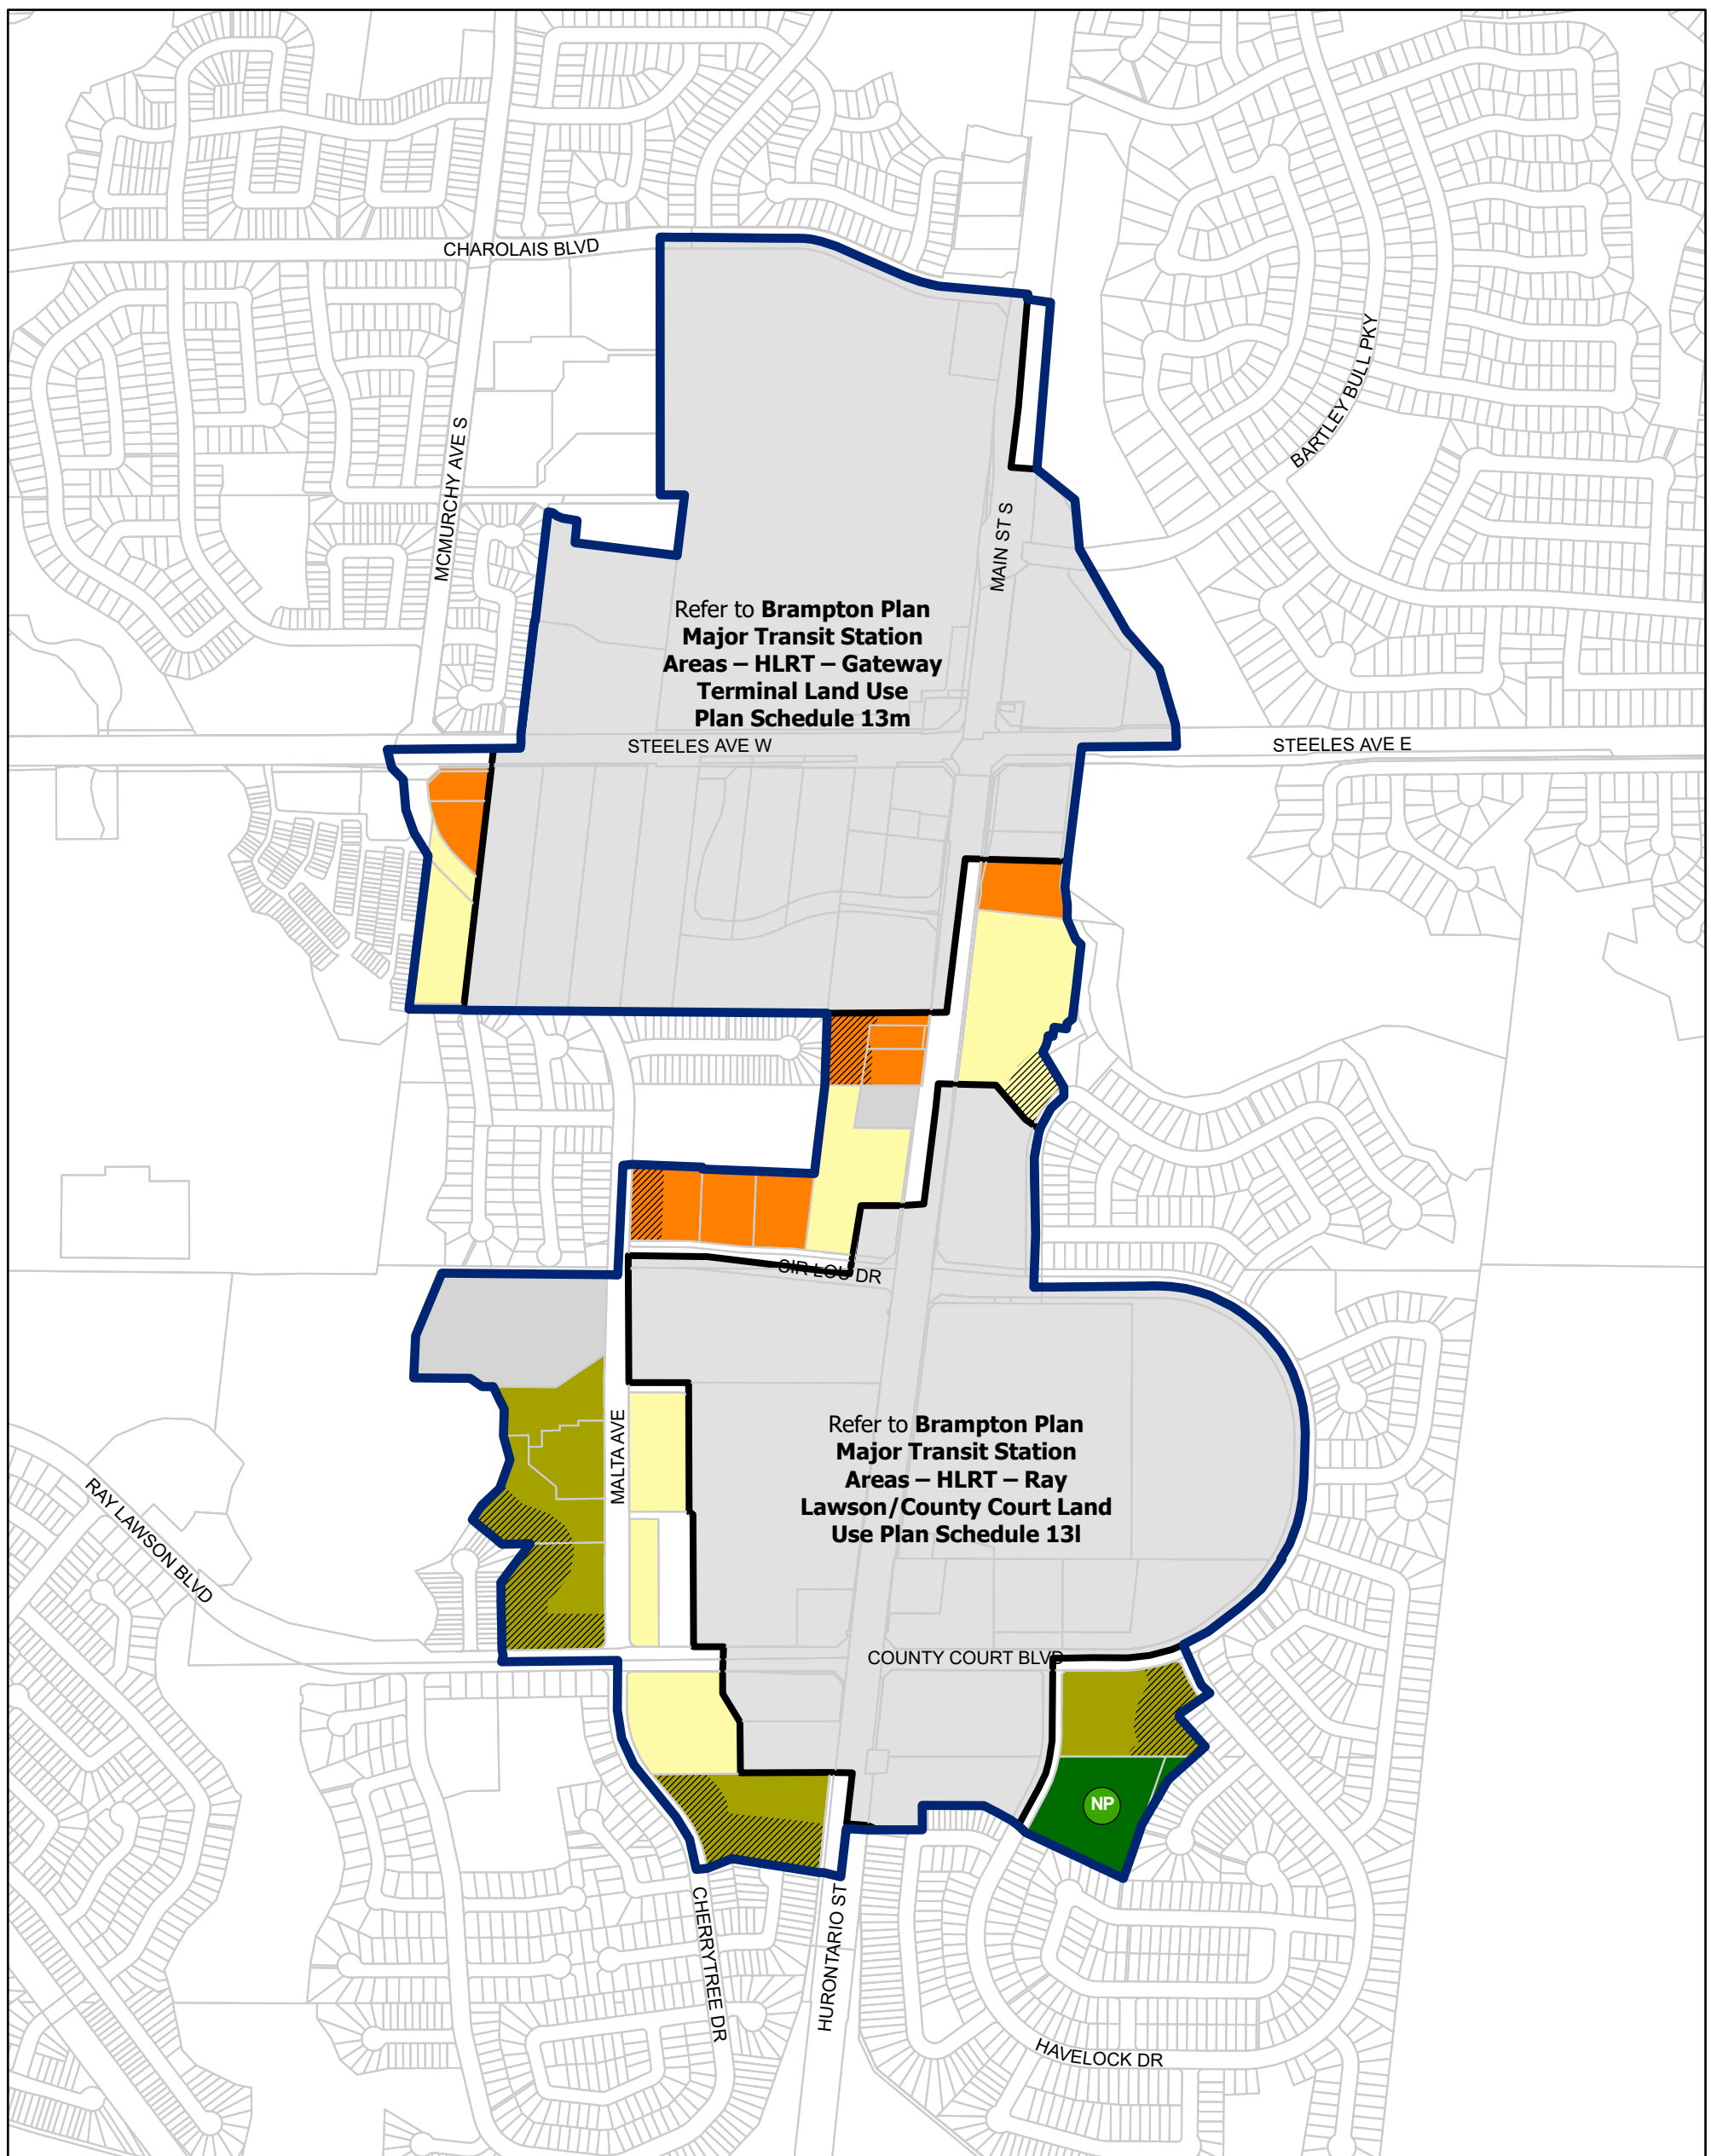 CHAROLAIS BLVD
BARTLEY BULL PKY
MCMURCHY AVE S
MAIN ST S
Refer to Brampton Plan
Major Transit Station
Areas – HLRT – Gateway
Terminal Land Use
Plan Schedule 13m
STEELES AVE W
STEELES AVE E
SIR LOU DR
MALTA AVE
Refer to Brampton Plan
Major Transit Station
Areas – HLRT – Ray
Lawson/County Court Land
Use Plan Schedule 13l
RAY LAWSON BLVD
COUNTY COURT BLVD
NP
CHERRYTREE DR
HURONTARIO ST
HAVELOCK DR